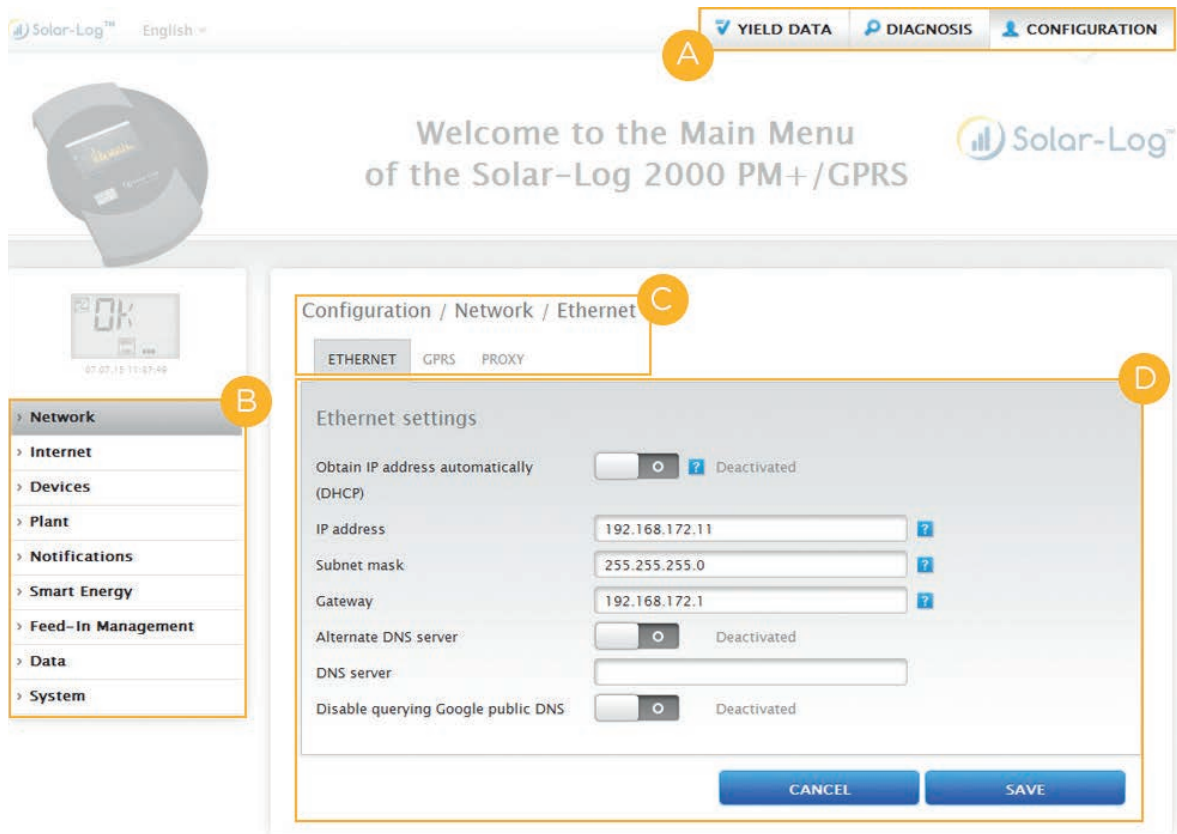 Solar-Log™ English
YIELD DATA DIAGNOSIS CONFIGURATION
A
Welcome to the Main Menu
of the Solar-Log 2000 PM+/GPRS
Solar-Log™
OK
C
Configuration / Network / Ethernet
ETHERNET GPRS PROXY
B
Network
Internet
Devices
Plant
Notifications
Smart Energy
Feed-In Management
Data
System
D
Ethernet settings
Obtain IP address automatically
(DHCP)
? Deactivated
IP address 192.168.172.11 ?
Subnet mask 255.255.255.0 ?
Gateway 192.168.172.1 ?
Alternate DNS server Deactivated
DNS server
Disable querying Google public DNS Deactivated
CANCEL SAVE